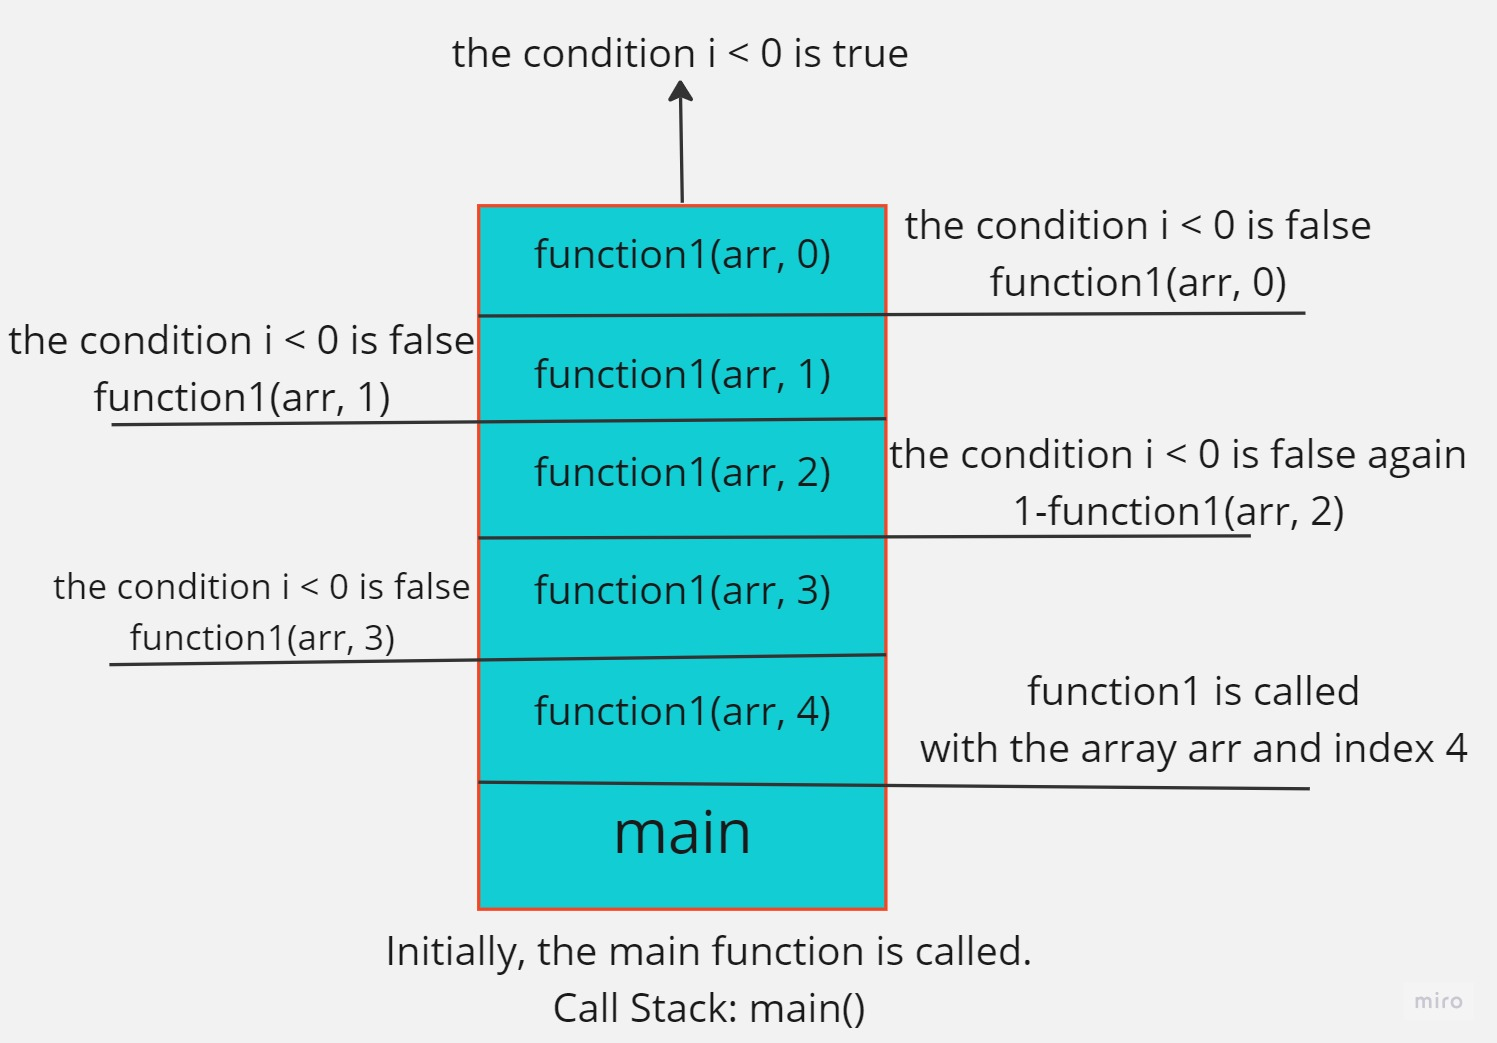 the condition i < 0 is true
function1(arr, 0)
the condition i < 0 is false
function1(arr, 0)
the condition i < 0 is false
function1(arr, 1)
function1(arr, 1)
function1(arr, 2)
the condition i < 0 is false again
1-function1(arr, 2)
the condition i < 0 is false
function1(arr, 3)
function1(arr, 3)
function1(arr, 4)
function1 is called
with the array arr and index 4
main
Initially, the main function is called.
Call Stack: main()
miro